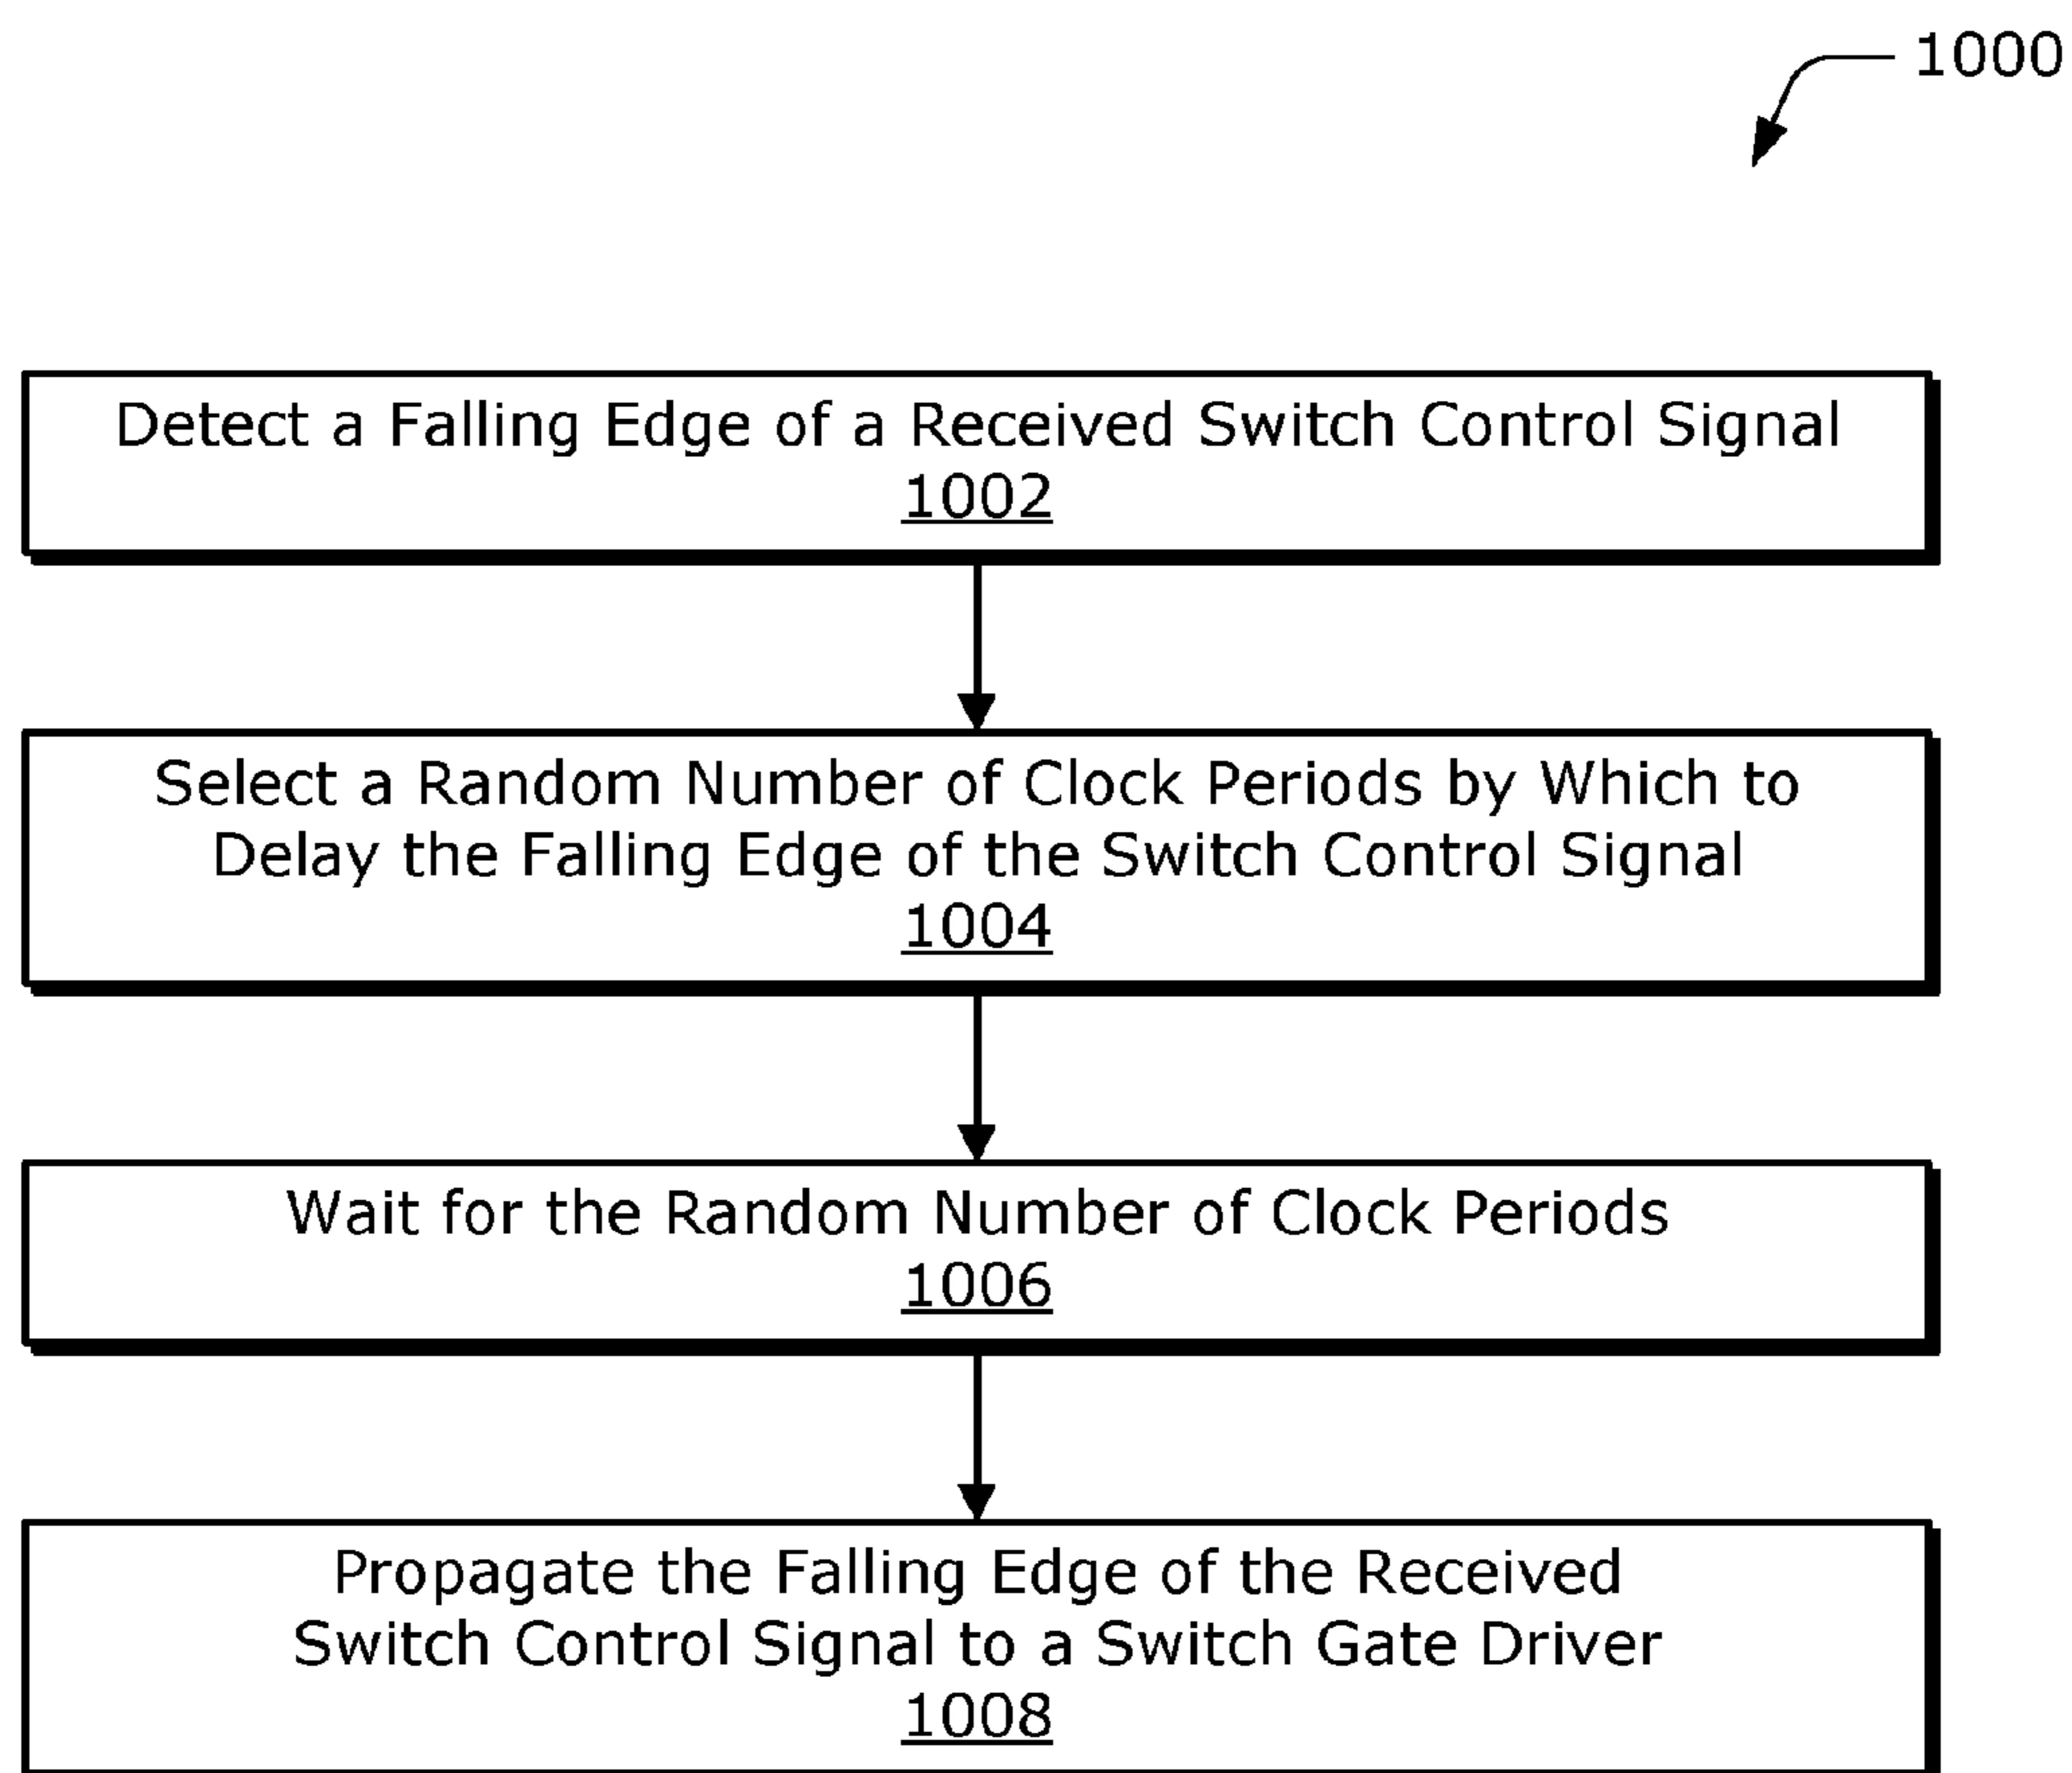 1000
Detect a Falling Edge of a Received Switch Control Signal
1002
Select a Random Number of Clock Periods by Which to
Delay the Falling Edge of the Switch Control Signal
1004
Wait for the Random Number of Clock Periods
1006
Propagate the Falling Edge of the Received
Switch Control Signal to a Switch Gate Driver
1008